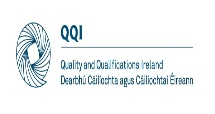 QQI
Quality and Qualifications Ireland
Dearbhú Cáilíochta agus Cáilíochtaí Éireann